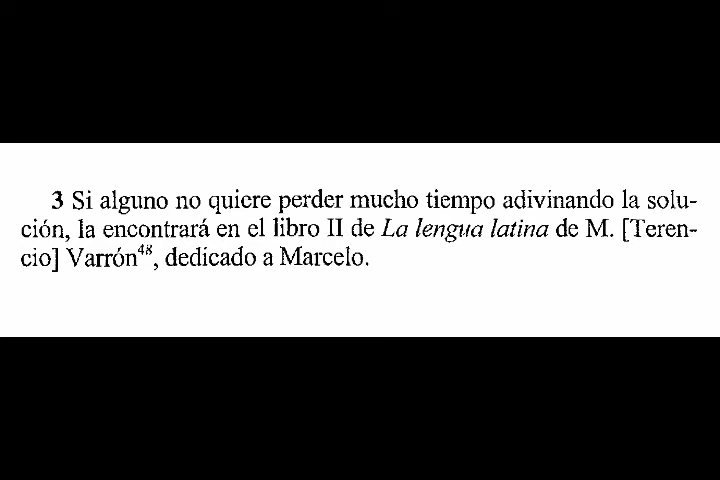 3 Si alguno no quiere perder mucho tiempo adivinando la solu-
ción, la encontrará en el libro II de La lengua latina de M. [Teren-
cio] Varrón⁴⁸, dedicado a Marcelo.